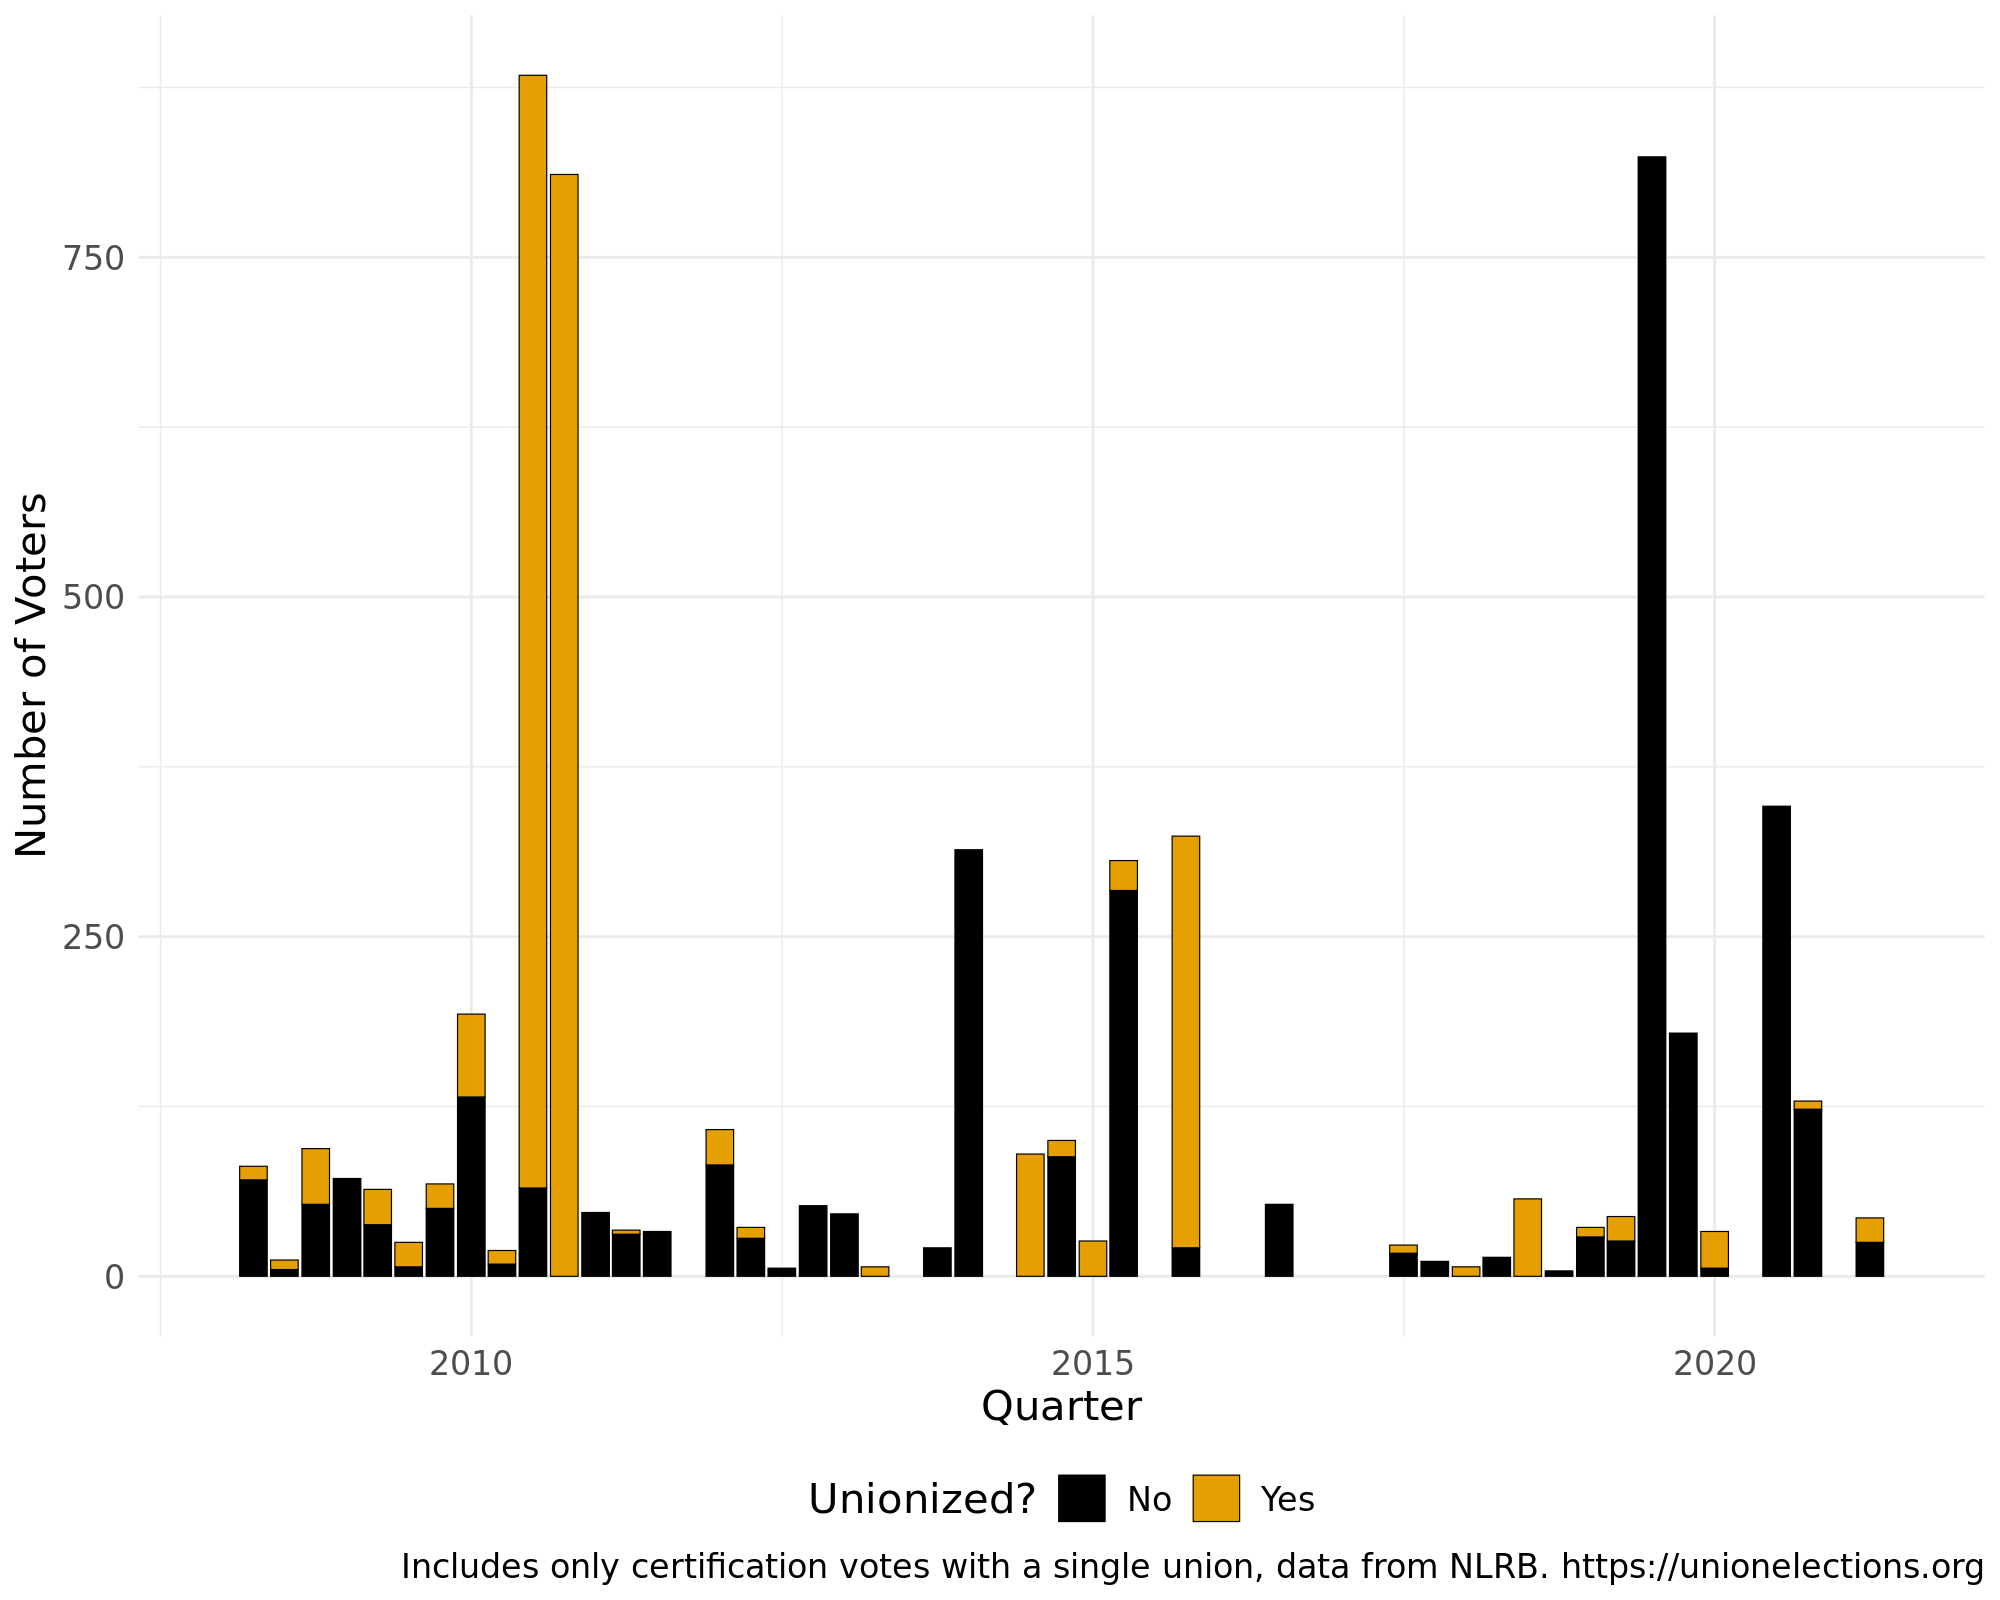 750
500
250
0
Number of Voters
2010 2015 2020
Quarter
Unionized? No Yes
Includes only certification votes with a single union, data from NLRB. https://unionelections.org